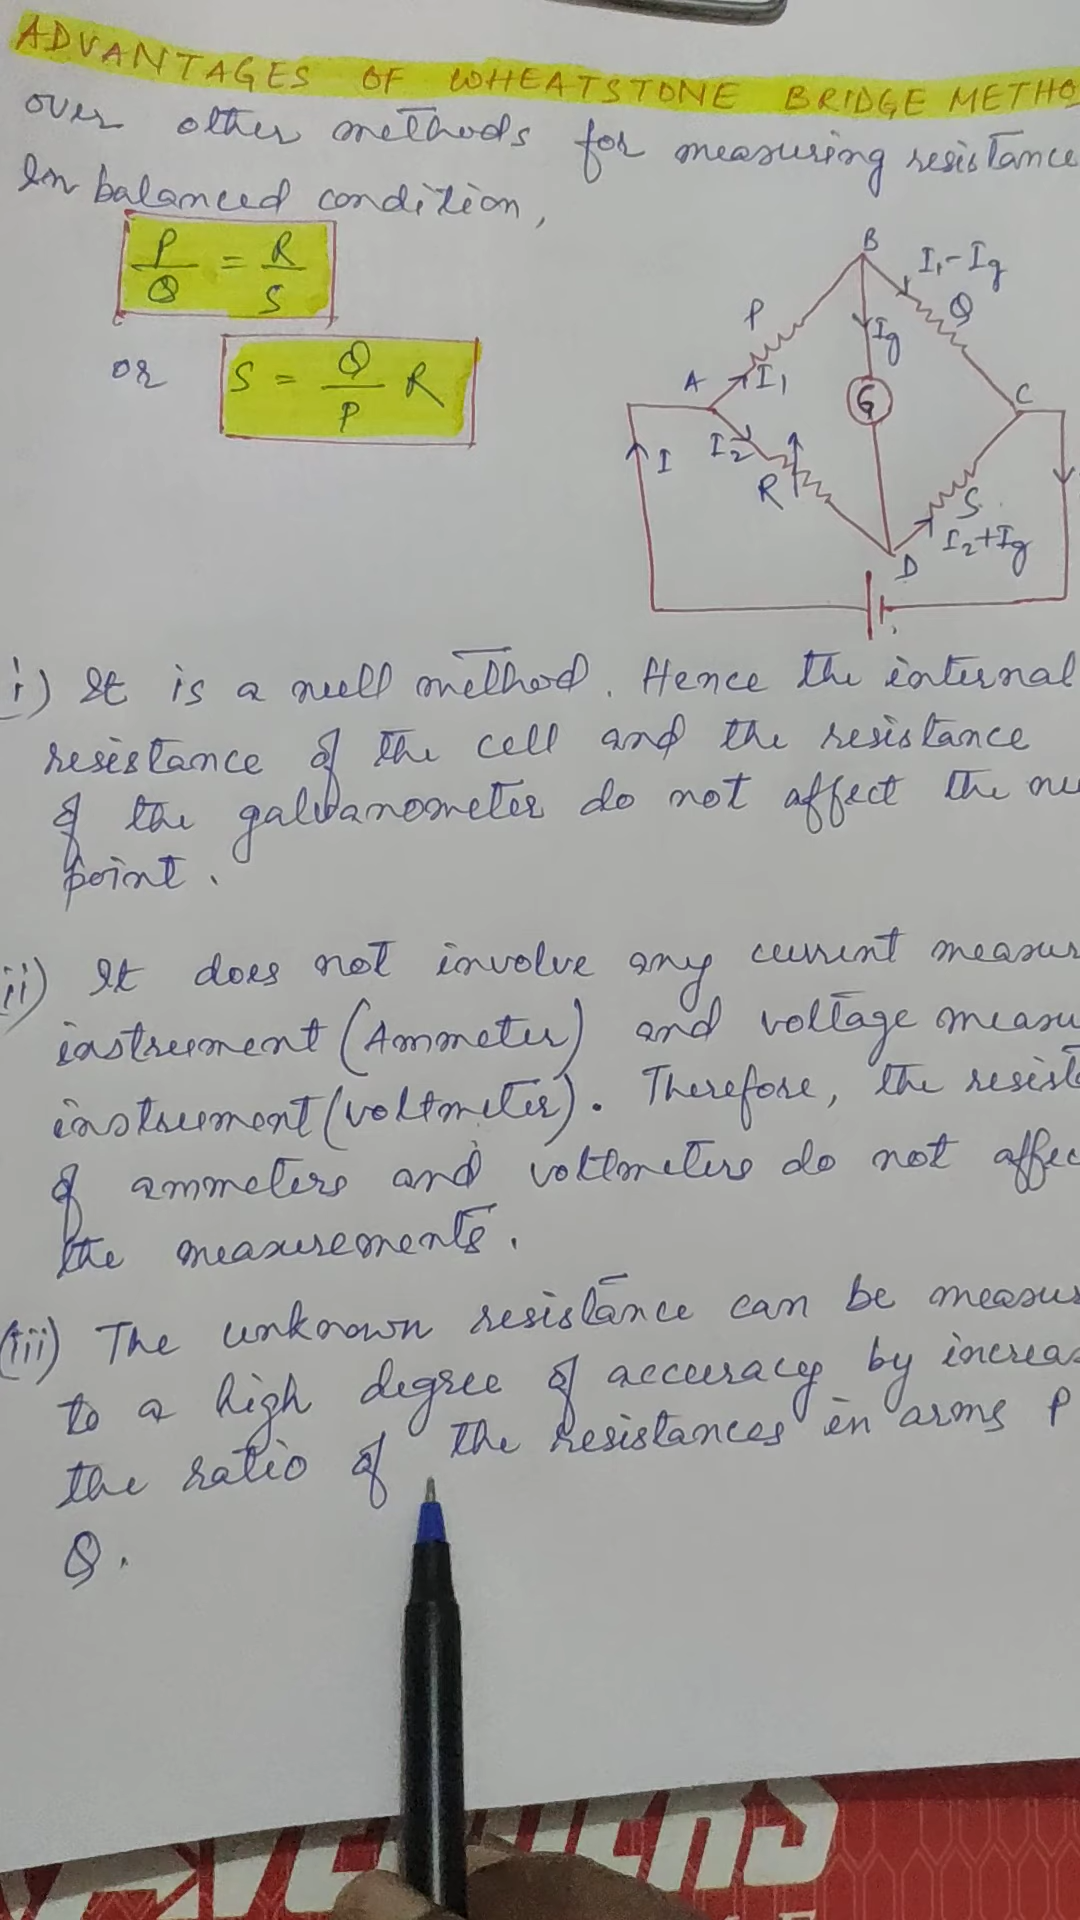 ADVANTAGES OF WHEATSTONE BRIDGE METHO
over other methods for measuring resistance
In balanced condition,
P/Q = R/S
or S = Q/P R
B
I₁-Ig
P
Q
Ig
A
I₁
G
C
I₂
I
R
S
I₂+Ig
D
i) It is a null method. Hence the internal
resistance of the cell and the resistance
of the galvanometer do not affect the nu
point.
ii) It does not involve any current measur
instrument (Ammeter) and voltage measu
instrument (voltmeter). Therefore, the resist
of ammeters and voltmeters do not affec
the measurements.
(iii) The unknown resistance can be measu
to a high degree of accuracy by increas
the ratio of the resistances in arms P
Q.